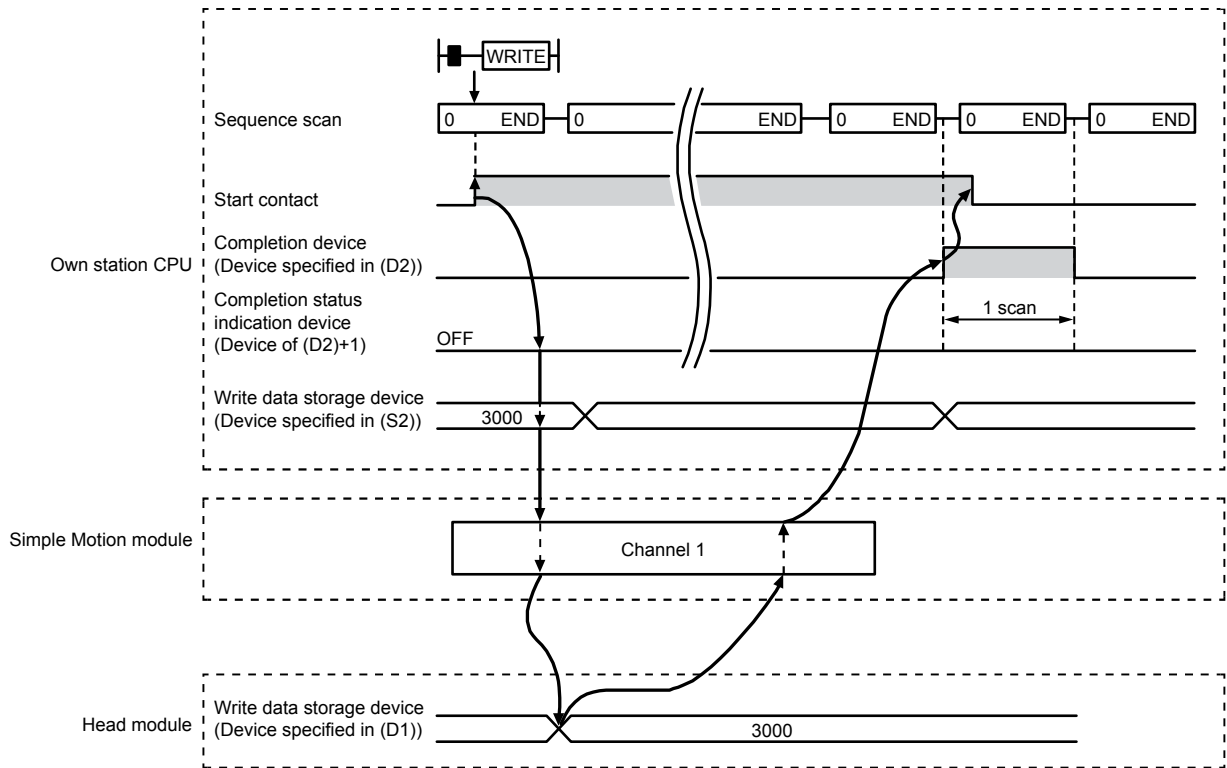 WRITE
Sequence scan
0 END 0 END 0 END 0 END 0 END
Start contact
Own station CPU
Completion device
(Device specified in (D2))
1 scan
Completion status
indication device
(Device of (D2)+1)
OFF
Write data storage device
(Device specified in (S2))
3000
Simple Motion module
Channel 1
Head module
Write data storage device
(Device specified in (D1))
3000